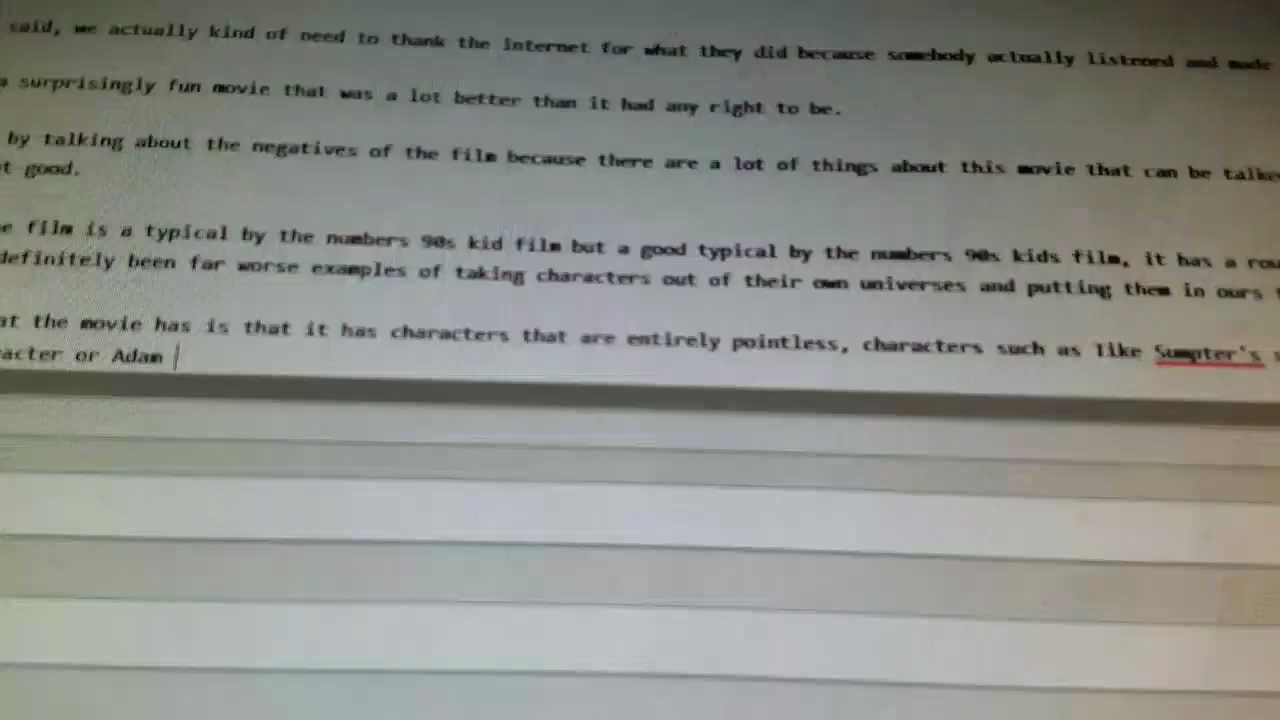 said, we actually kind of need to thank the internet for what they did because somebody actually listened and made
a surprisingly fun movie that was a lot better than it had any right to be.
by talking about the negatives of the film because there are a lot of things about this movie that can be talke
t good.
e film is a typical by the numbers 90s kid film but a good typical by the numbers 90s kids film, it has a rou
definitely been far worse examples of taking characters out of their own universes and putting them in ours
at the movie has is that it has characters that are entirely pointless, characters such as like Sumpter's
acter or Adam